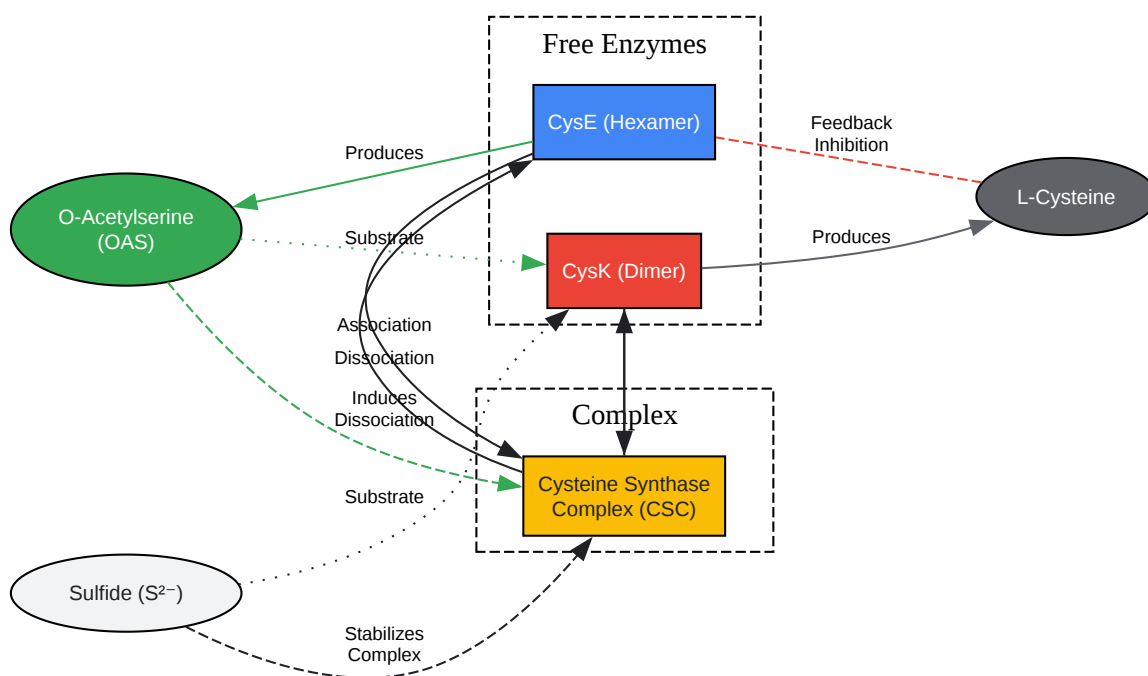 Free Enzymes
CysE (Hexamer)
Feedback
Inhibition
Produces
L-Cysteine
O-Acetylserine
(OAS)
Substrate
Produces
CysK (Dimer)
Association
Dissociation
Induces
Dissociation
Complex
Cysteine Synthase
Complex (CSC)
Substrate
Sulfide (S²⁻)
Stabilizes
Complex